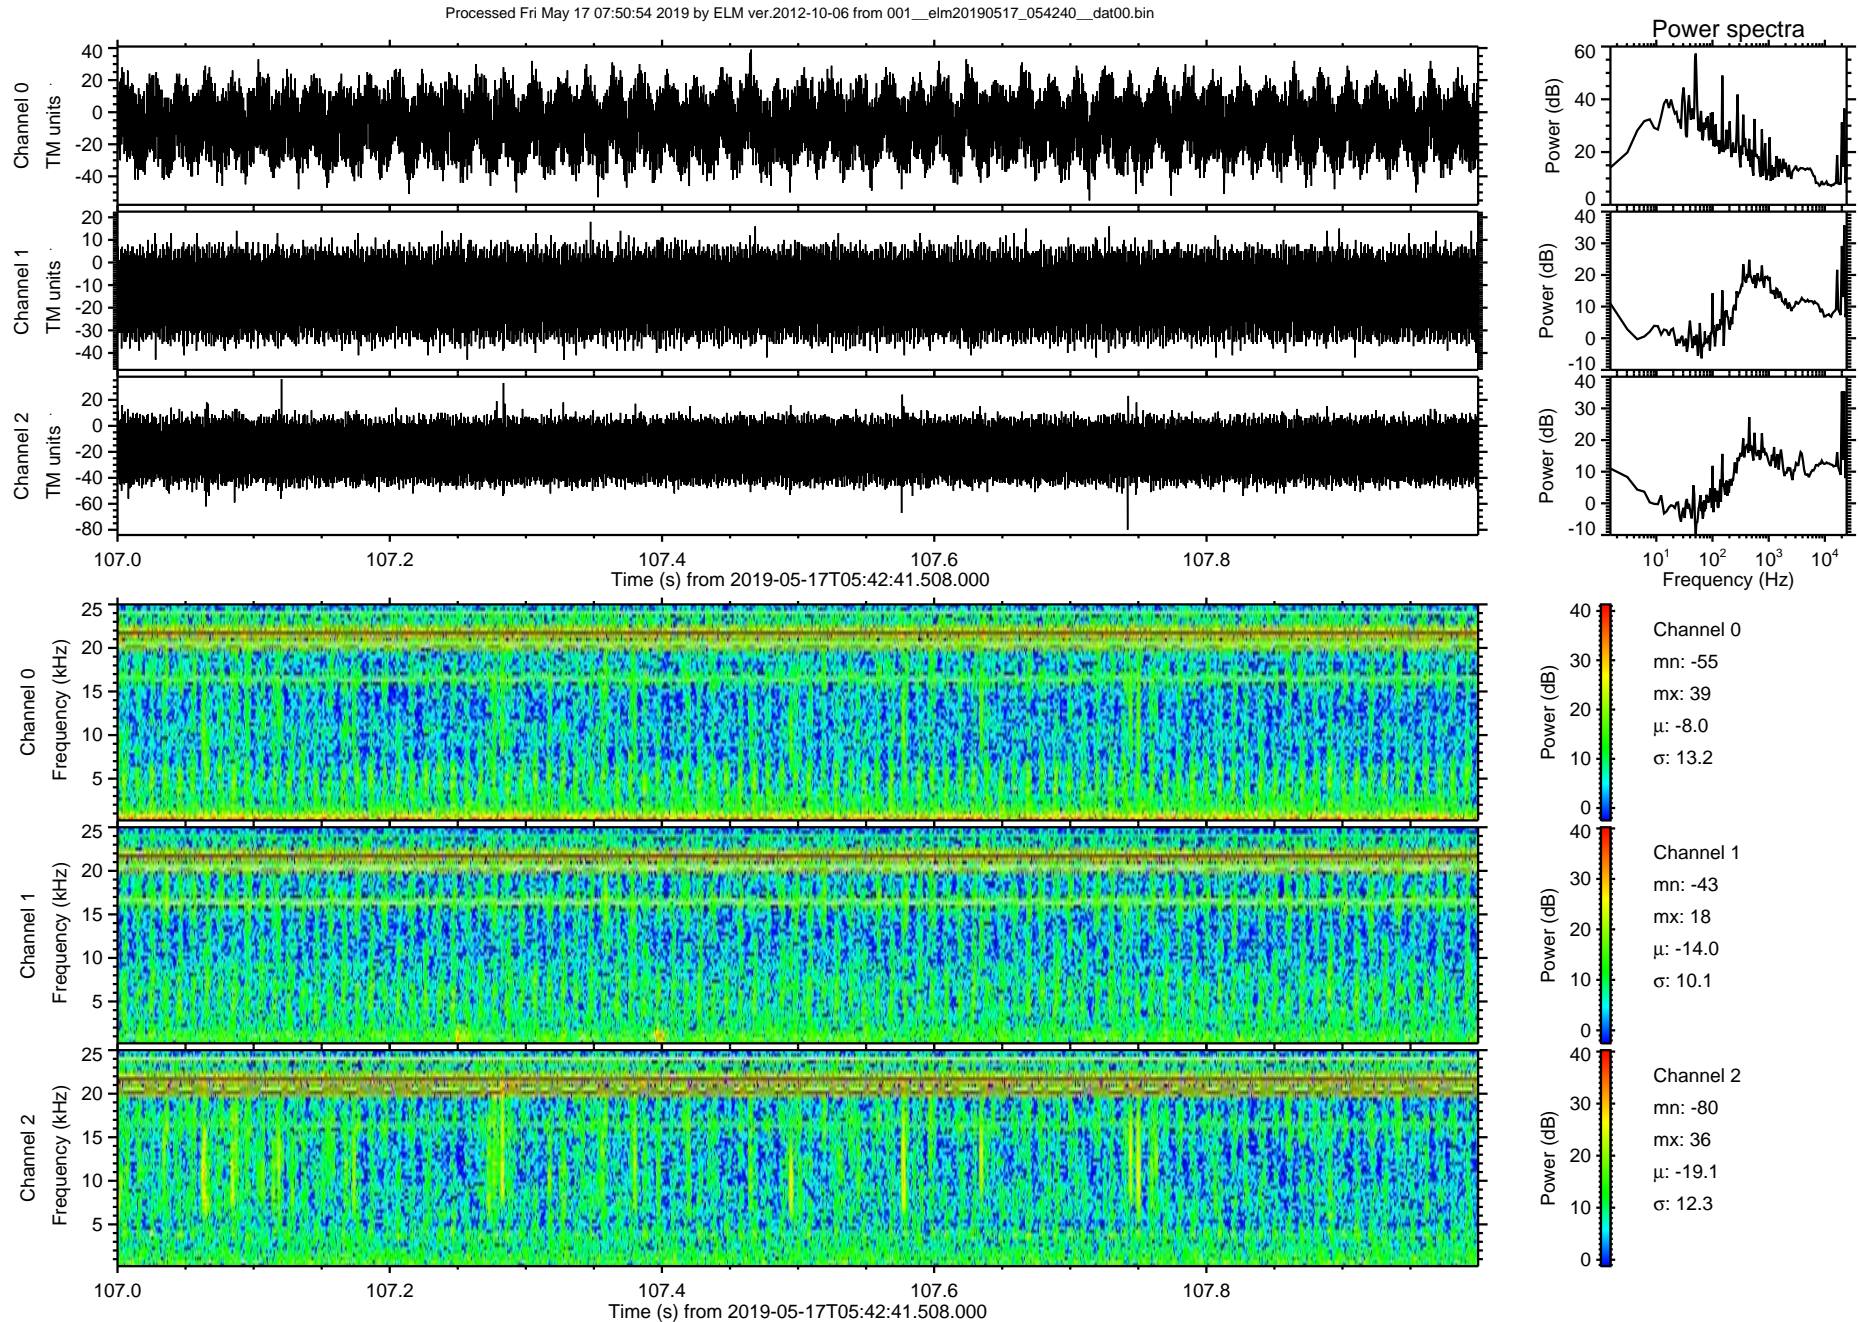 Processed Fri May 17 07:50:54 2019 by ELM ver.2012-10-06 from 001__elm20190517_054240__dat00.bin
Power spectra
Channel 0
TM units
40
20
0
-20
-40
Power (dB)
60
40
20
0
Channel 1
TM units
20
10
0
-10
-20
-30
-40
Power (dB)
40
30
20
10
0
-10
Channel 2
TM units
20
0
-20
-40
-60
-80
Power (dB)
40
30
20
10
0
-10
107.0 107.2 107.4 107.6 107.8
Time (s) from 2019-05-17T05:42:41.508.000
10¹ 10² 10³ 10⁴
Frequency (Hz)
Channel 0
Frequency (kHz)
25
20
15
10
5
Power (dB)
40
30
20
10
0
Channel 0
mn: -55
mx: 39
μ: -8.0
σ: 13.2
Channel 1
Frequency (kHz)
25
20
15
10
5
Power (dB)
40
30
20
10
0
Channel 1
mn: -43
mx: 18
μ: -14.0
σ: 10.1
Channel 2
Frequency (kHz)
25
20
15
10
5
Power (dB)
40
30
20
10
0
Channel 2
mn: -80
mx: 36
μ: -19.1
σ: 12.3
107.0 107.2 107.4 107.6 107.8
Time (s) from 2019-05-17T05:42:41.508.000